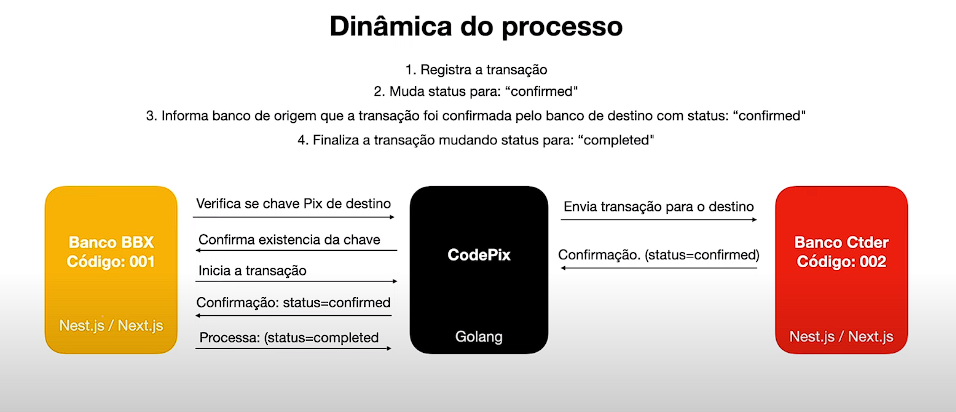 Dinâmica do processo
1. Registra a transação
2. Muda status para: “confirmed"
3. Informa banco de origem que a transação foi confirmada pelo banco de destino com status: “confirmed"
4. Finaliza a transação mudando status para: “completed"
Banco BBX
Código: 001
Nest.js / Next.js
Verifica se chave Pix de destino
Confirma existencia da chave
Inicia a transação
Confirmação: status=confirmed
Processa: (status=completed
CodePix
Golang
Envia transação para o destino
Confirmação. (status=confirmed)
Banco Ctder
Código: 002
Nest.js / Next.js